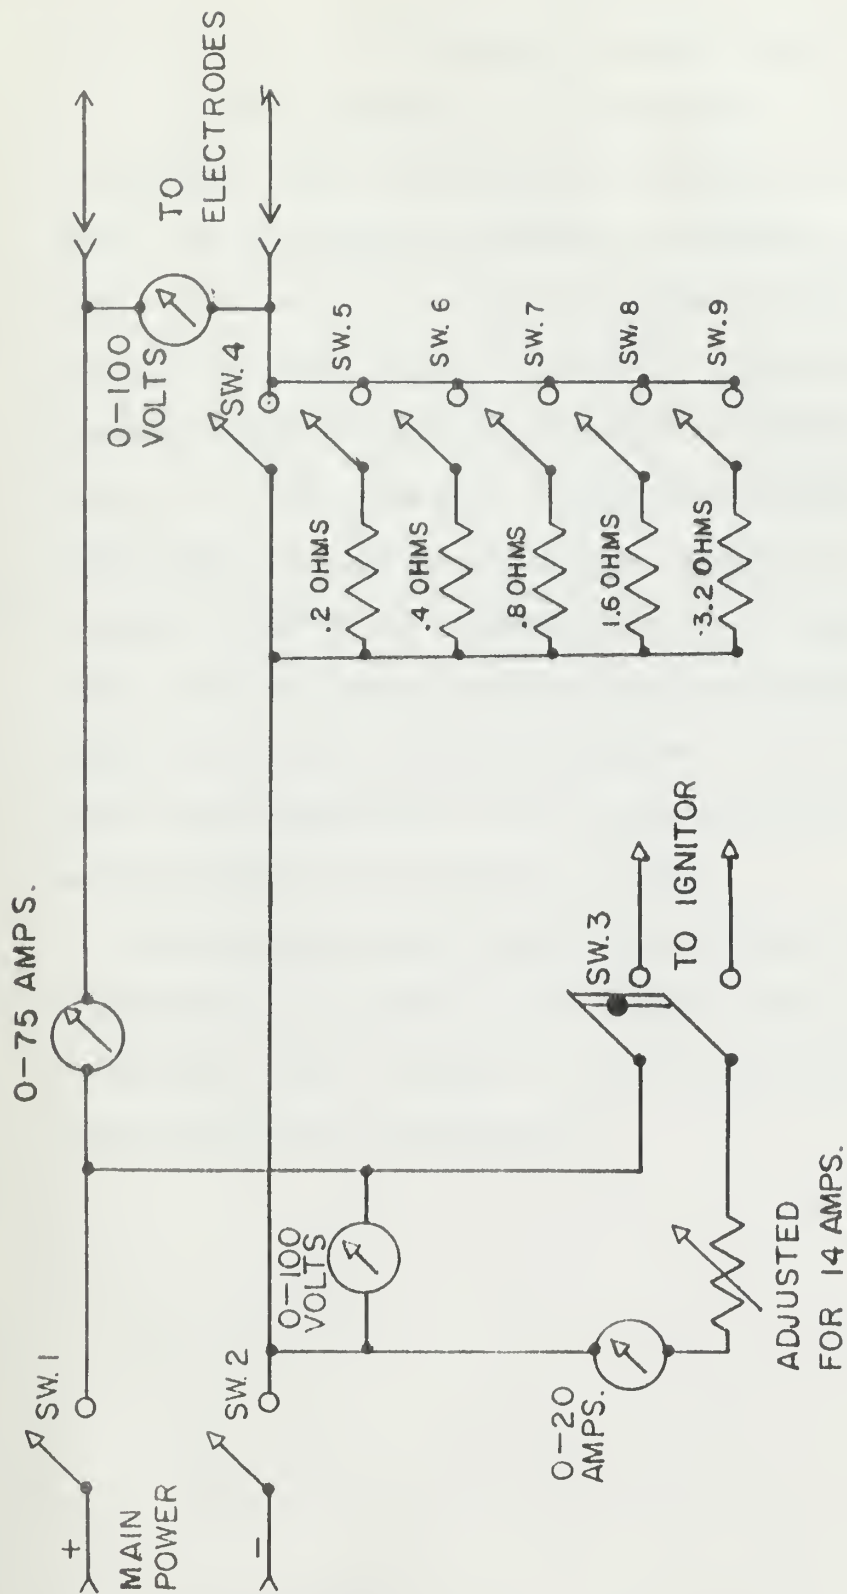 0-75 AMPS.
0-100
VOLTS
TO
ELECTRODES
SW. 1
+
MAIN
POWER
SW. 2
-
SW. 4
0-100
VOLTS
.2 OHMS
SW. 5
.4 OHMS
SW. 6
.8 OHMS
SW. 7
1.6 OHMS
SW. 8
3.2 OHMS
SW. 9
SW. 3
TO IGNITOR
0-20
AMPS.
ADJUSTED
FOR 14 AMPS.